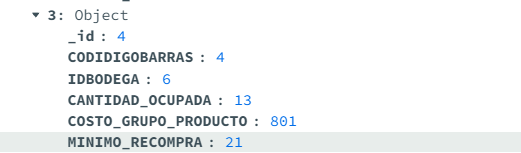 3: Object
_id : 4
CODIDIGOBARRAS : 4
IDBODEGA : 6
CANTIDAD_OCUPADA : 13
COSTO_GRUPO_PRODUCTO : 801
MINIMO_RECOMPRA : 21